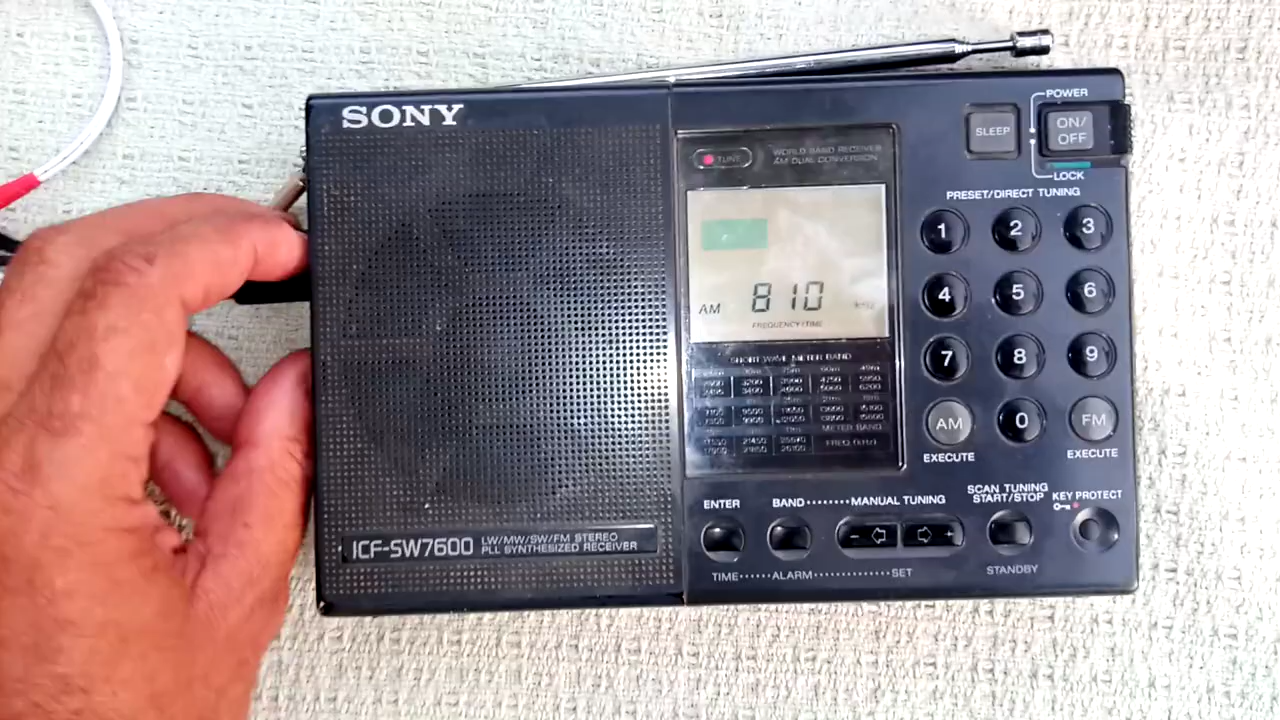 SONY
ICF-SW7600 LW/MW/SW/FM STEREO
PLL SYNTHESIZED RECEIVER
TUNE
WORLD BAND RECEIVER
AM DUAL CONVERSION
AM 810 kHz
FREQUENCY/TIME
SHORT WAVE METER BAND
METER BAND
FREQ. (kHz)
SLEEP
POWER
ON/
OFF
LOCK
PRESET/DIRECT TUNING
1 2 3
4 5 6
7 8 9
AM 0 FM
EXECUTE EXECUTE
ENTER BAND MANUAL TUNING
SCAN TUNING
START/STOP
KEY PROTECT
- +
TIME ALARM SET
STANDBY